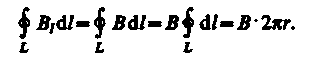 ∮_L B_l dl = ∮_L B dl = B ∮_L dl = B · 2πr.